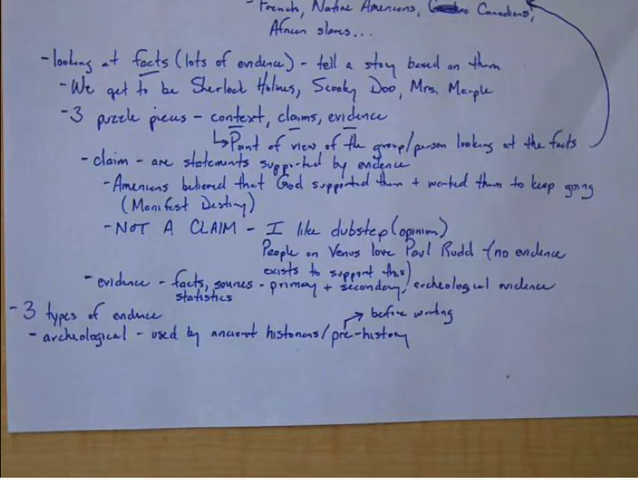 - French, Native Americans, Canadians,
African slaves...
- looking at facts (lots of evidence) - tell a story based on them
- We get to be Sherlock Holmes, Scooby Doo, Mrs. Marple
- 3 puzzle pieces - context, claims, evidence
↳ Point of view of the group/person looking at the facts
- claim - are statements supported by evidence
- Americans believed that God supported them + wanted them to keep going
(Manifest Destiny)
- NOT A CLAIM - I like dubstep (opinion)
People on Venus love Paul Rudd - (no evidence
exists to support this)
- evidence - facts, sources - primary + secondary, archeological evidence
statistics
- 3 types of evidence
→ before writing
- archeological - used by ancient historians/pre-history